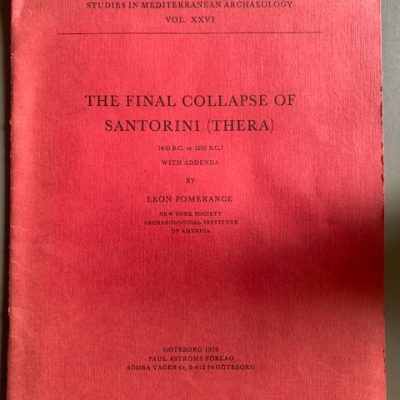 STUDIES IN MEDITERRANEAN ARCHAEOLOGY
VOL. XXVI
THE FINAL COLLAPSE OF
SANTORINI (THERA)
1400 B.C. or 1200 B.C.?
WITH ADDENDA
BY
LEON POMERANCE
NEW YORK SOCIETY
ARCHAEOLOGICAL INSTITUTE
OF AMERICA
GÖTEBORG 1970
PAUL ÅSTRÖMS FÖRLAG
SÖDRA VÄGEN 61, S-412 54 GÖTEBORG